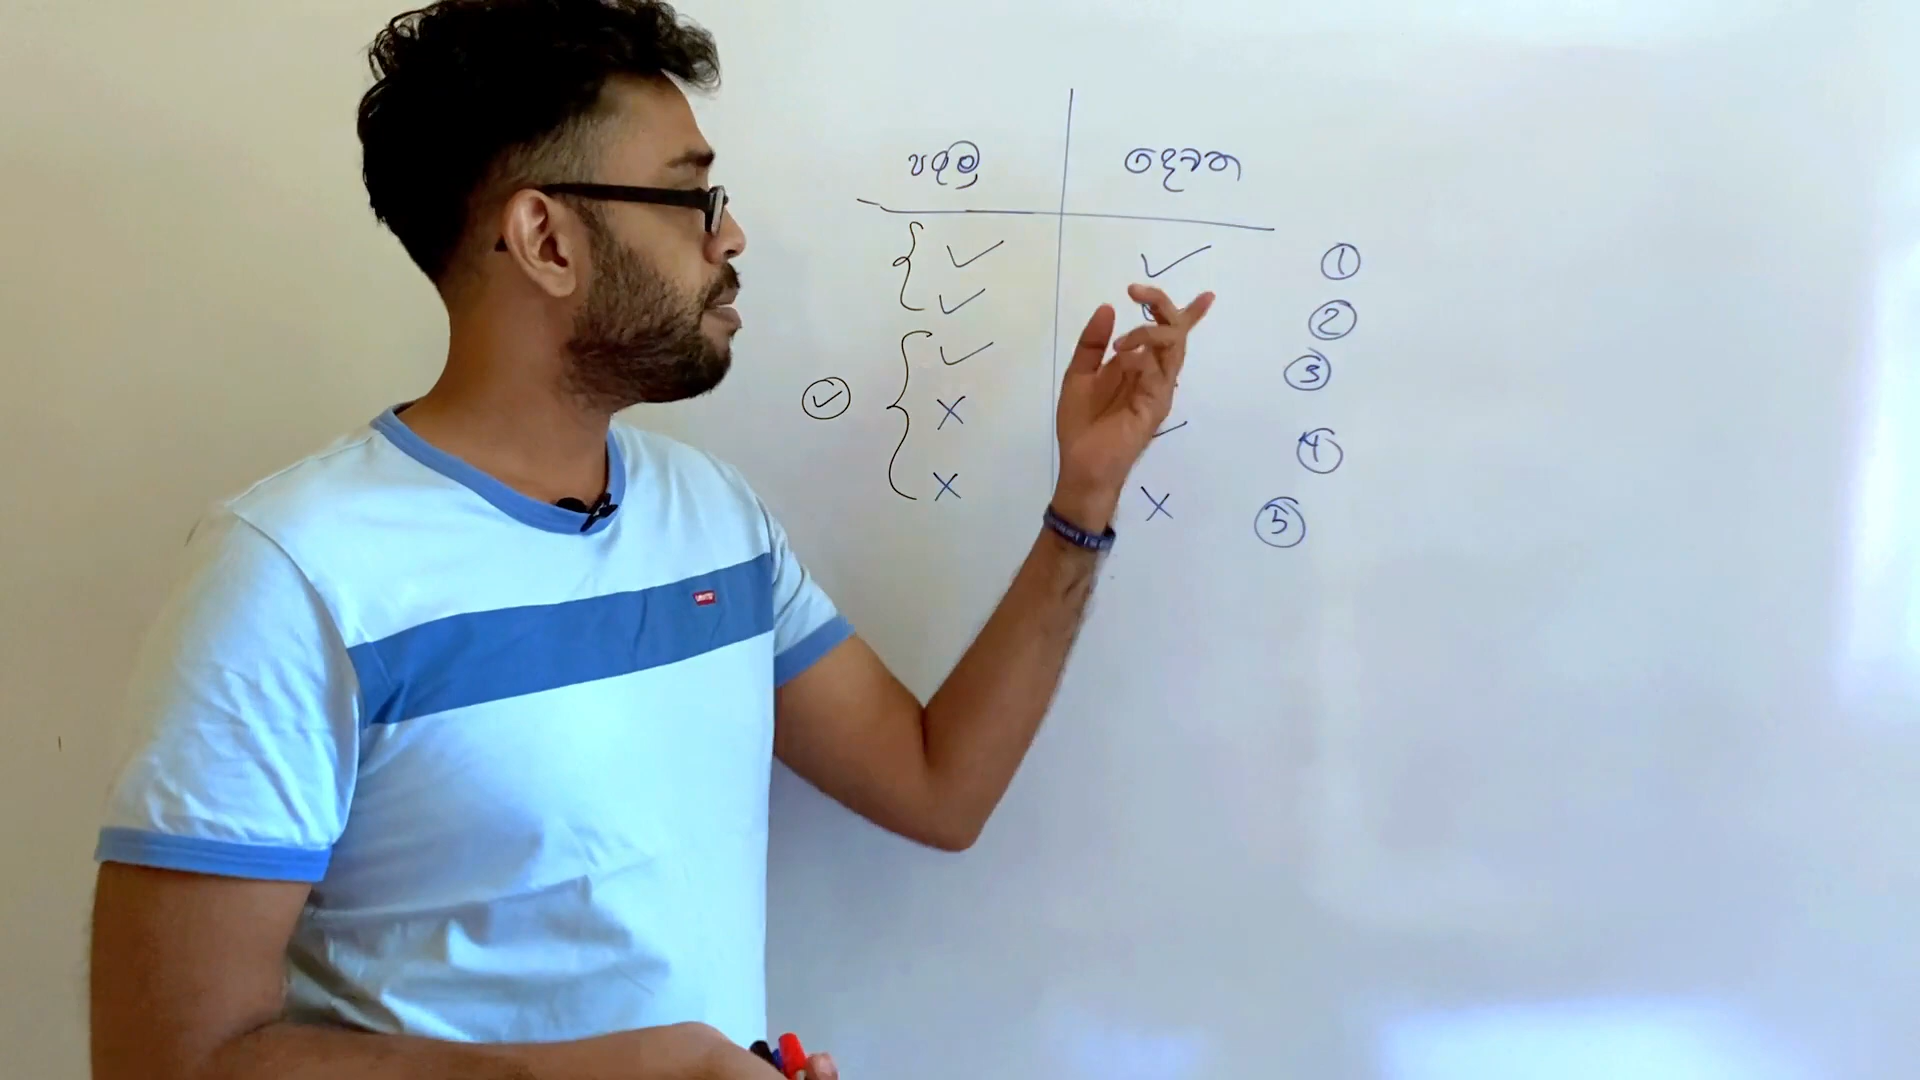 පළමු දෙවන
✓ ✓ ①
✓ ②
✓ ③
✓ X ✓ ④
X X ⑤